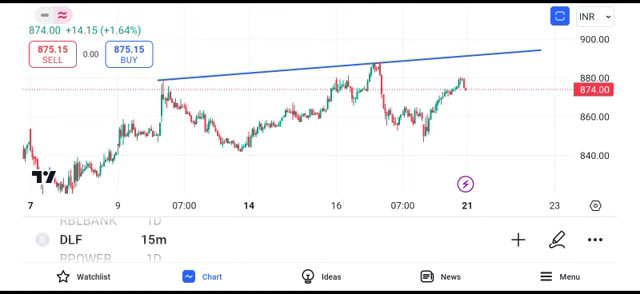 874.00 +14.15 (+1.64%)
INR
875.15
SELL
0.00
875.15
BUY
900.00
880.00
874.00
860.00
840.00
7
9
07:00
14
16
07:00
21
23
RBLBANK 1D
D DLF 15m
RPOWER 1D
Watchlist
Chart
Ideas
News
Menu